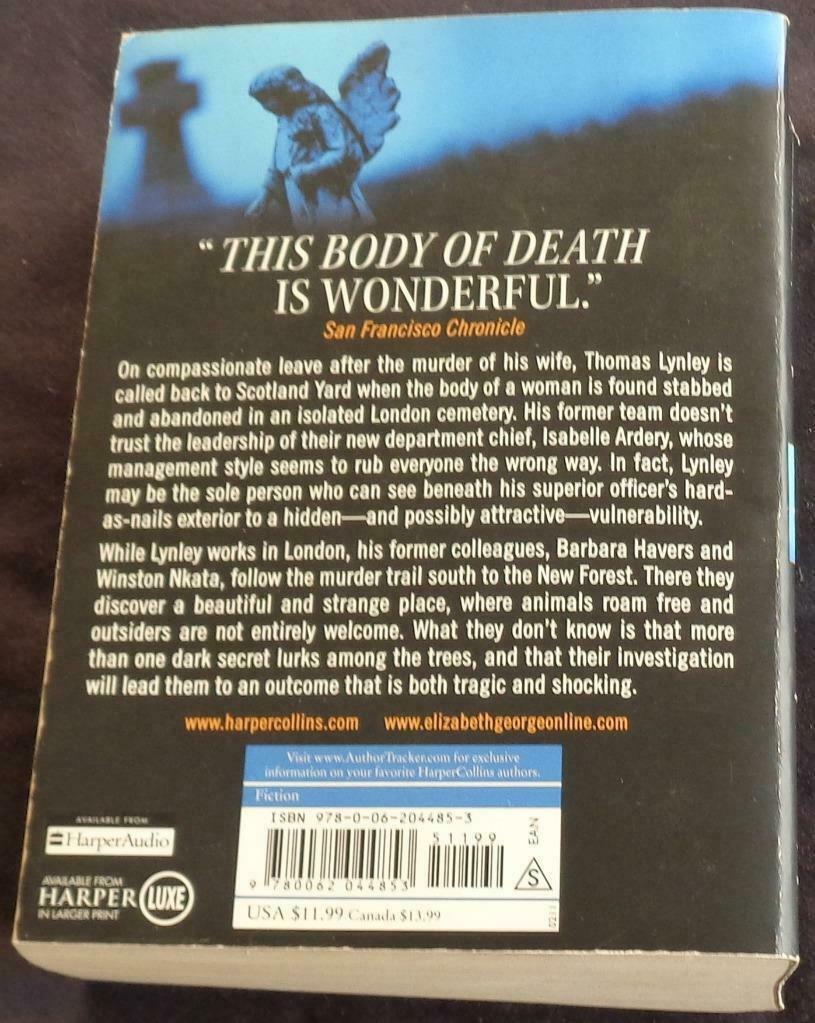 “THIS BODY OF DEATH
IS WONDERFUL.”
San Francisco Chronicle
On compassionate leave after the murder of his wife, Thomas Lynley is
called back to Scotland Yard when the body of a woman is found stabbed
and abandoned in an isolated London cemetery. His former team doesn't
trust the leadership of their new department chief, Isabelle Ardery, whose
management style seems to rub everyone the wrong way. In fact, Lynley
may be the sole person who can see beneath his superior officer's hard-
as-nails exterior to a hidden—and possibly attractive—vulnerability.
While Lynley works in London, his former colleagues, Barbara Havers and
Winston Nkata, follow the murder trail south to the New Forest. There they
discover a beautiful and strange place, where animals roam free and
outsiders are not entirely welcome. What they don't know is that more
than one dark secret lurks among the trees, and that their investigation
will lead them to an outcome that is both tragic and shocking.
www.harpercollins.com www.elizabethgeorgeonline.com
Visit www.AuthorTracker.com for exclusive
information on your favorite HarperCollins authors.
Fiction
ISBN 978-0-06-204485-3
51199
EAN
9 780062 044853
S
USA $11.99 Canada $13.99
0211
AVAILABLE FROM
HarperAudio
AVAILABLE FROM
HARPER LUXE
IN LARGER PRINT